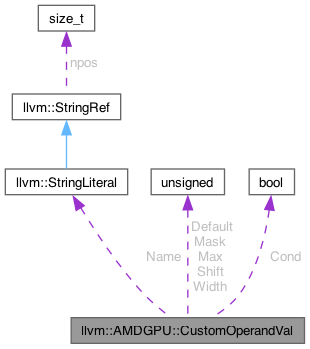 size_t
npos
llvm::StringRef
llvm::StringLiteral
unsigned
bool
Name
Default
Mask
Max
Shift
Width
Cond
llvm::AMDGPU::CustomOperandVal